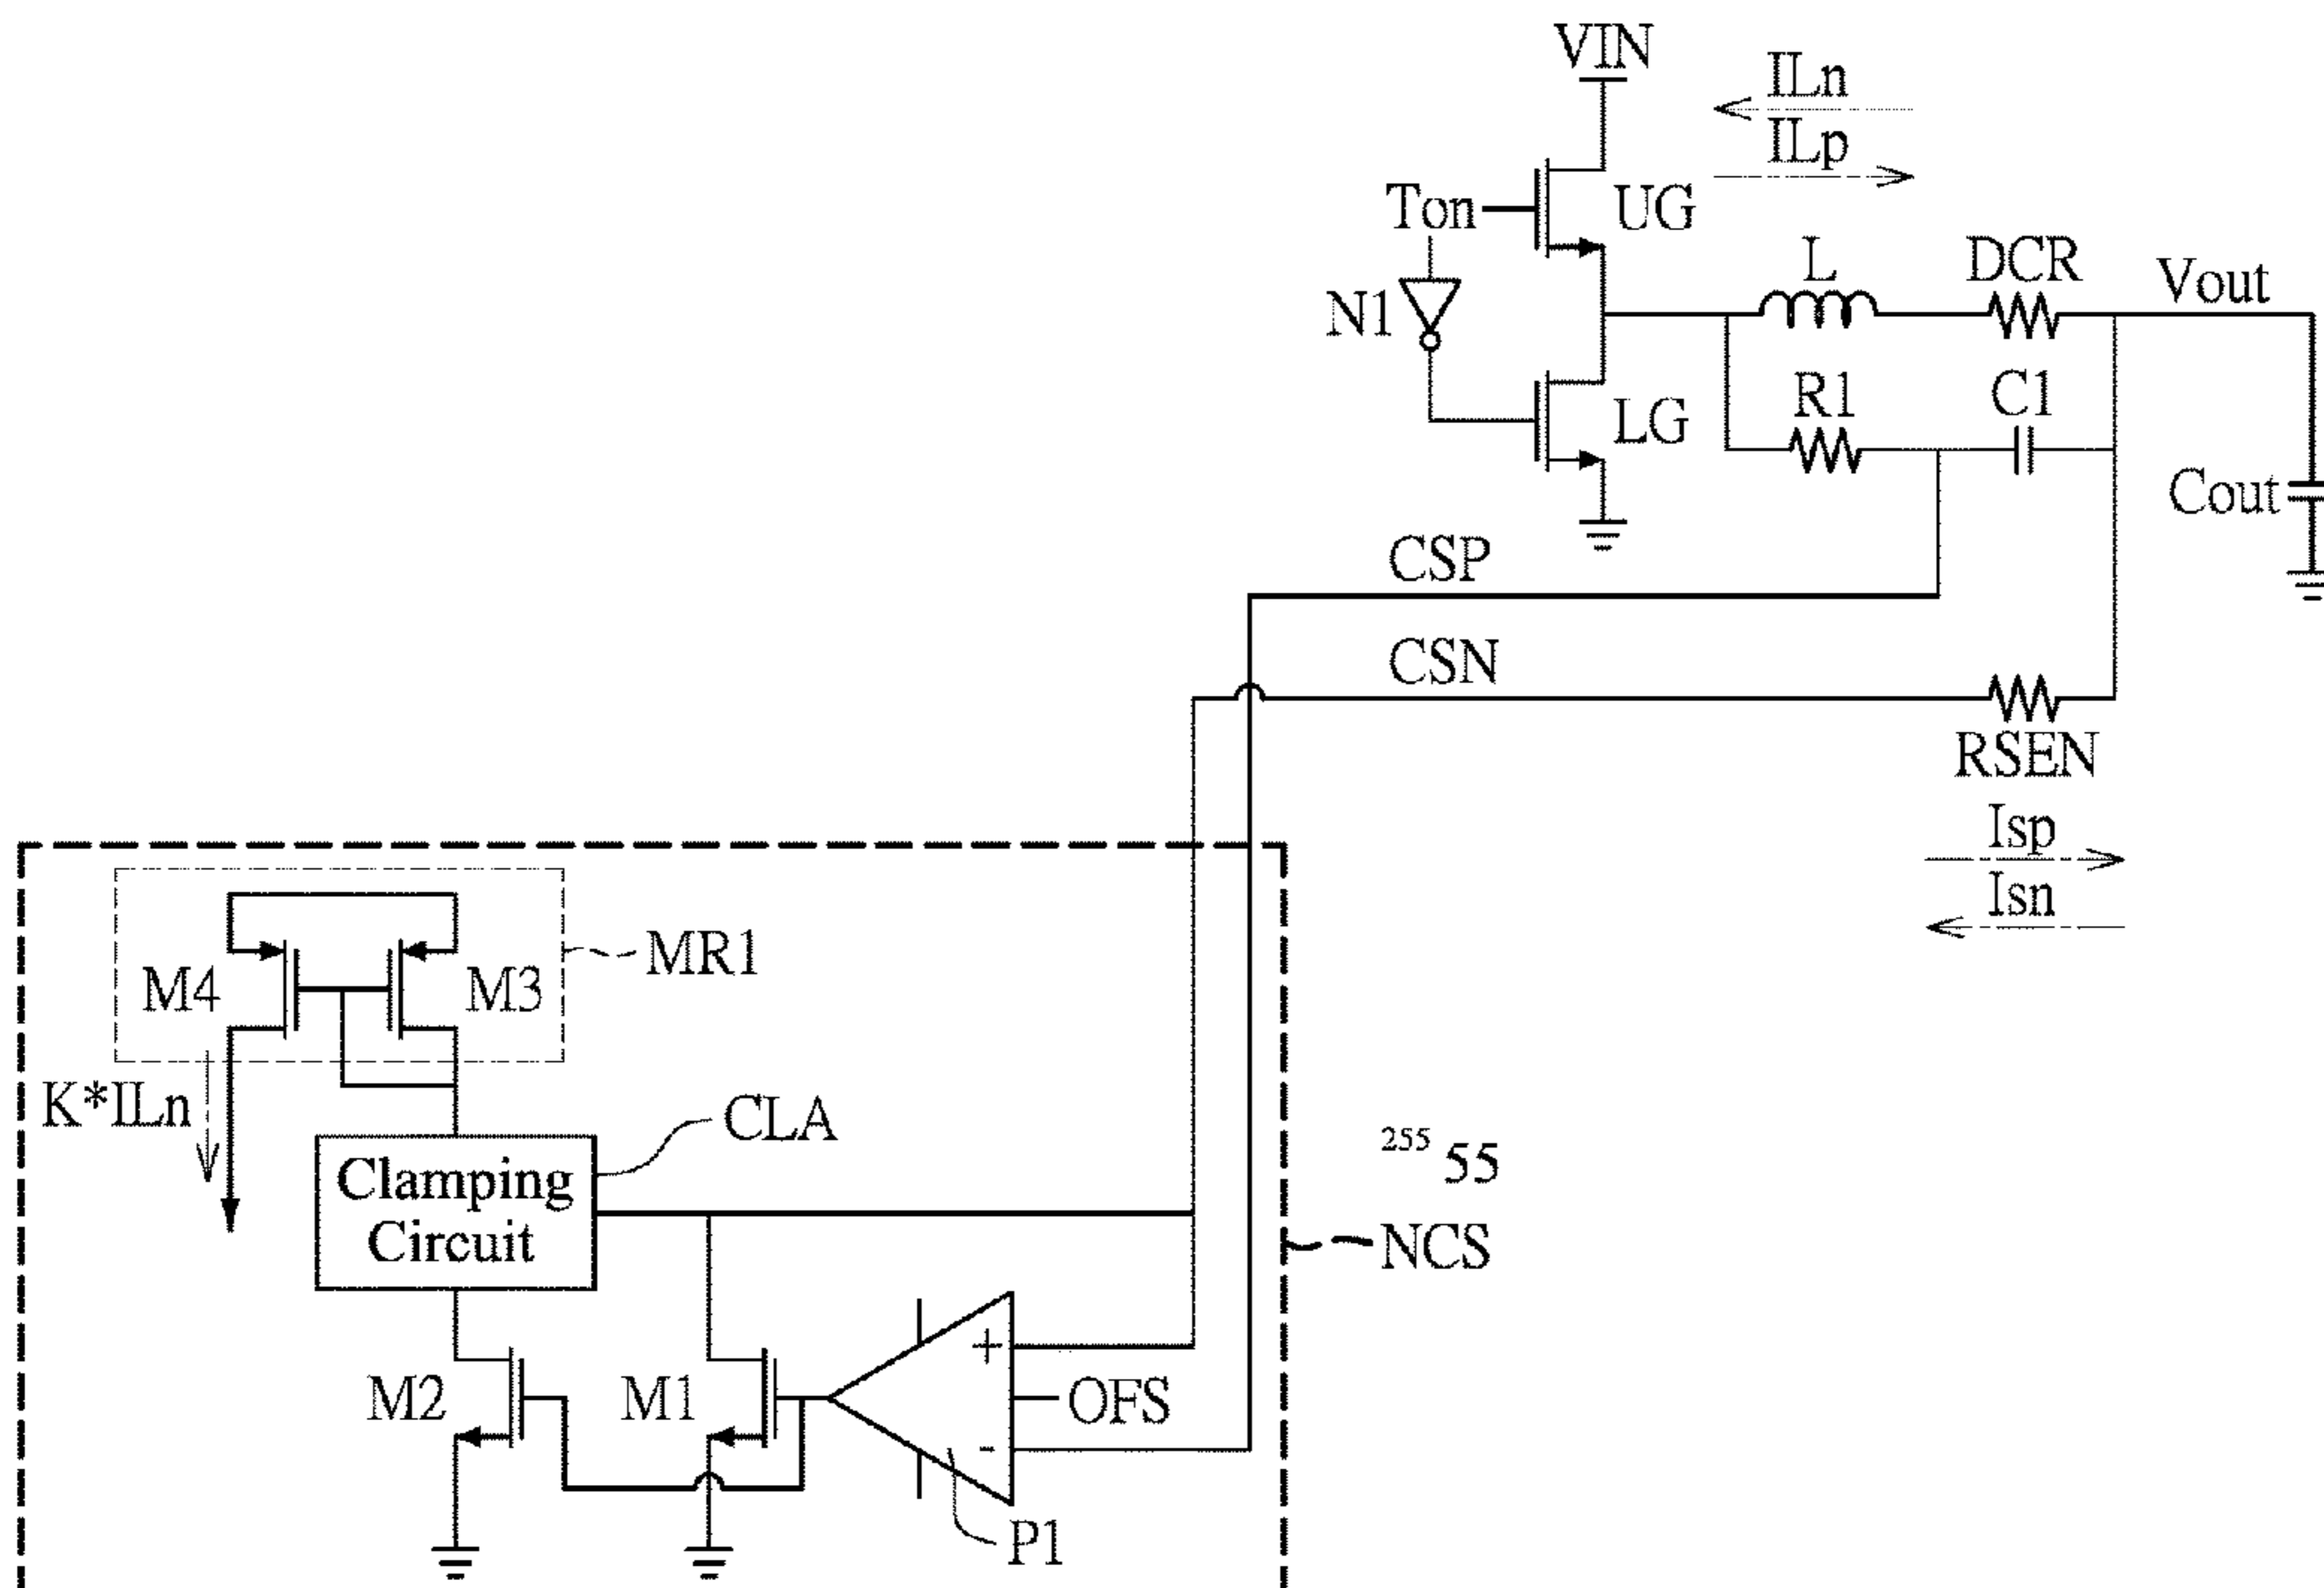 VIN
ILn
ILp
Ton
UG
N1
L
DCR
Vout
R1
C1
LG
Cout
CSP
CSN
RSEN
Isp
Isn
M4
M3
MR1
K*ILn
CLA
Clamping
Circuit
255 55
NCS
M2
M1
+
OFS
-
P1